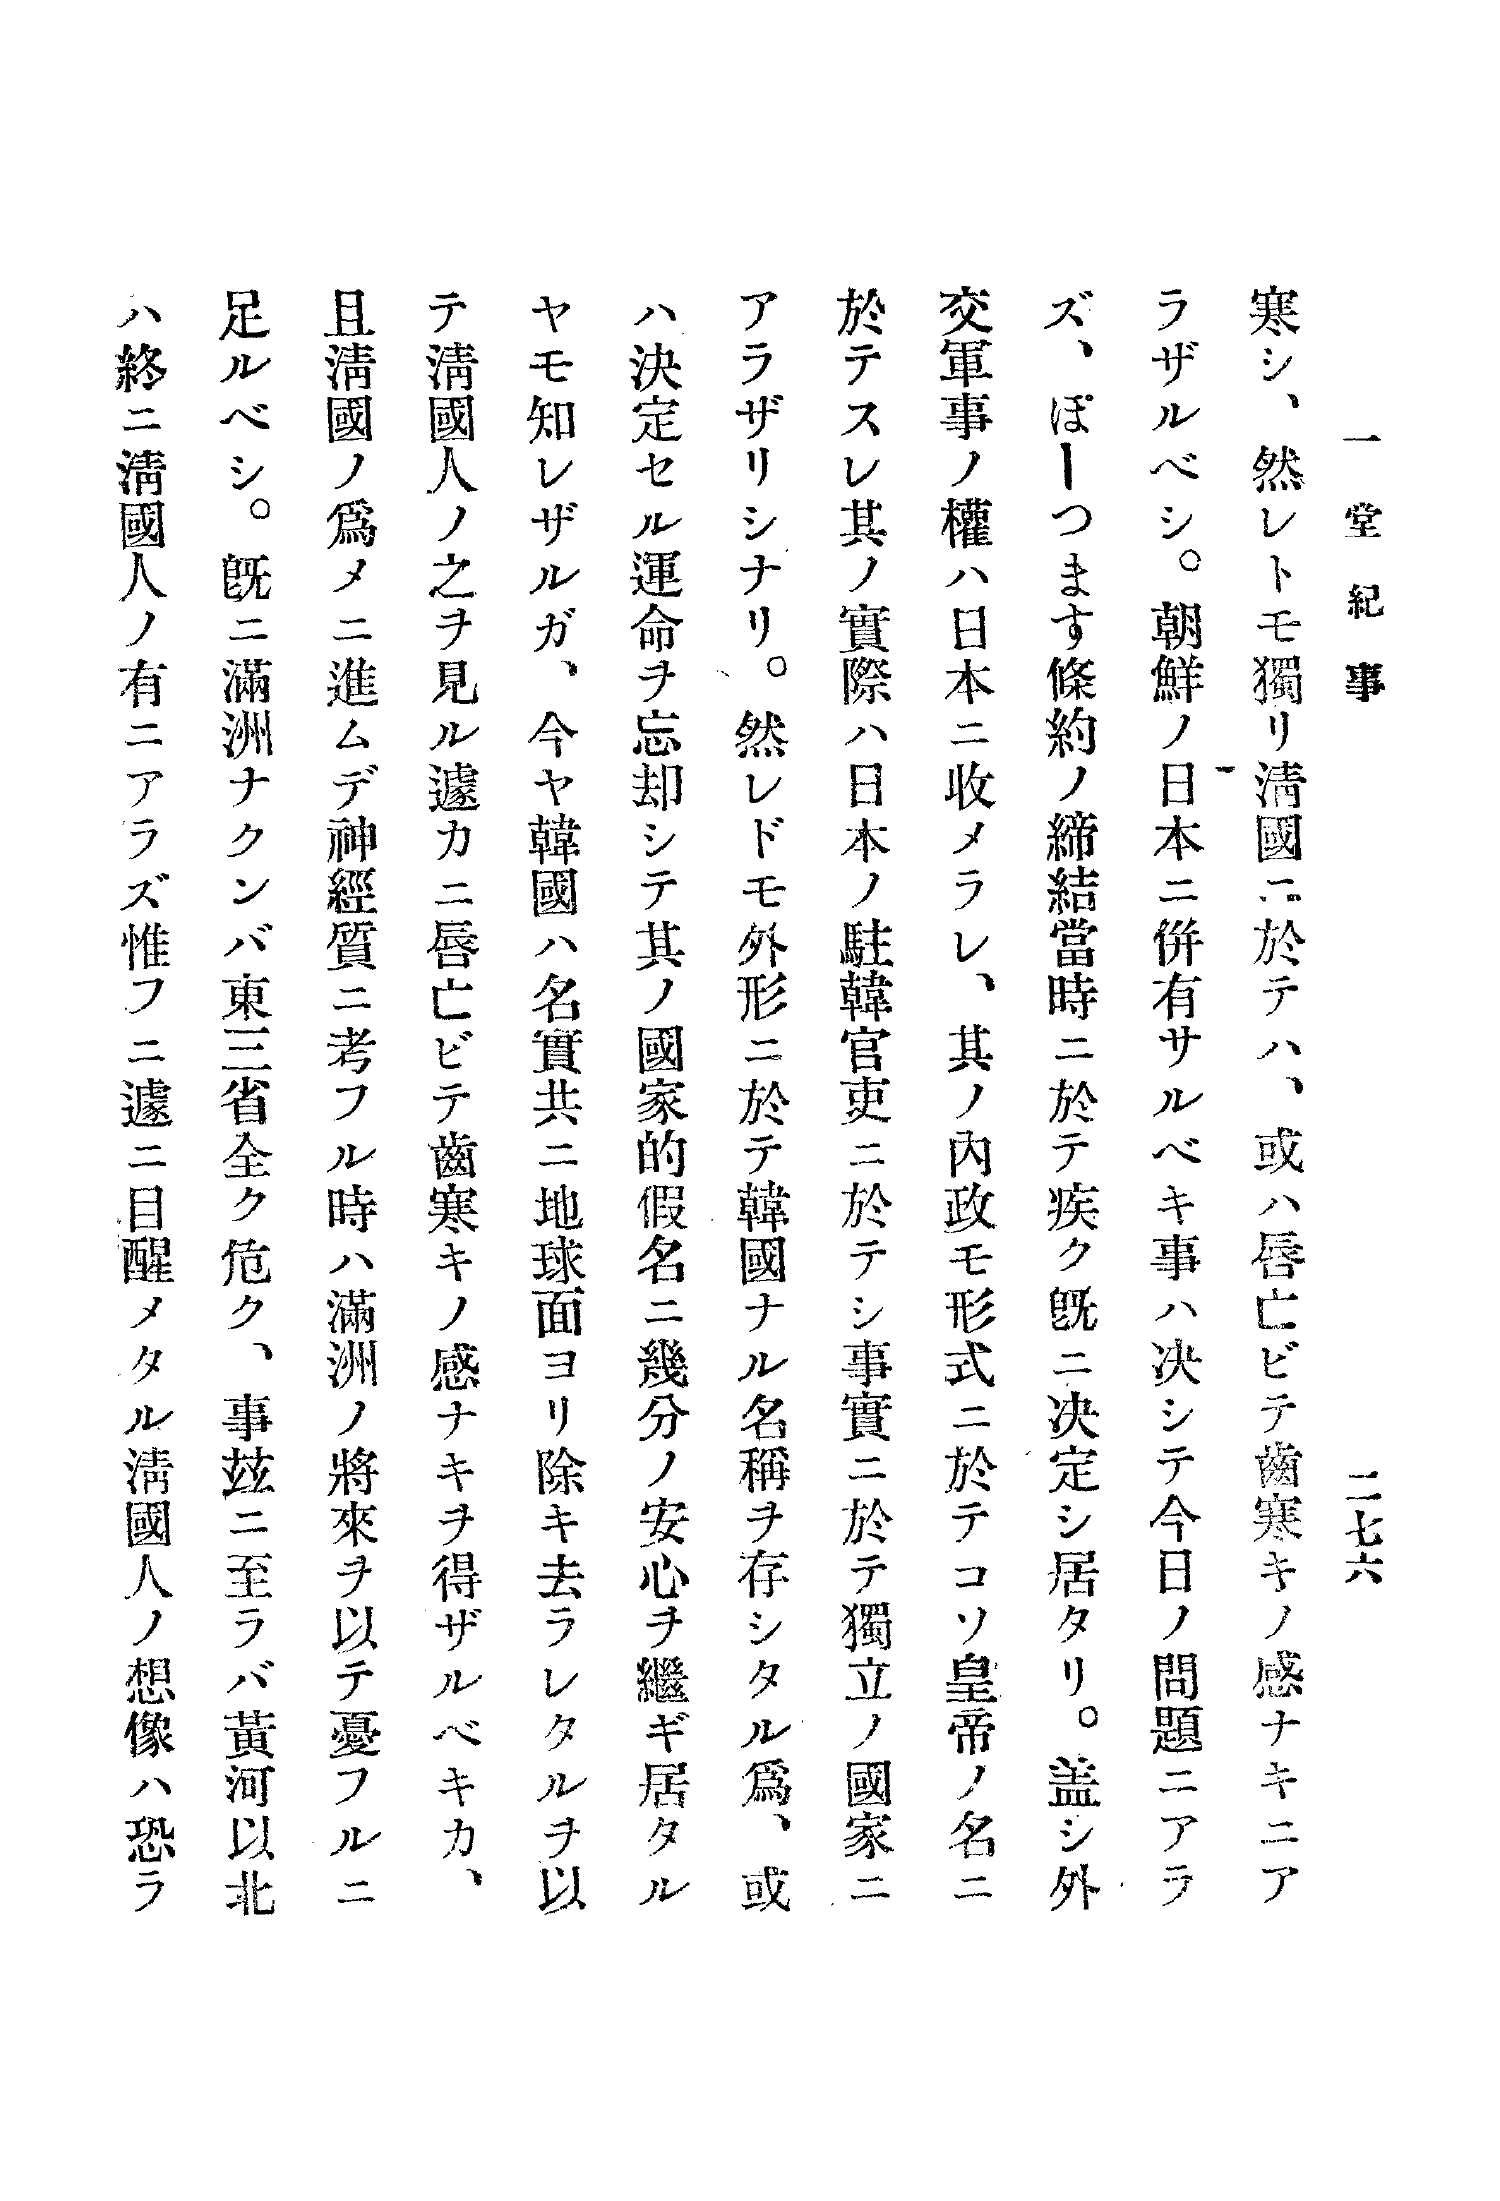 一堂紀事　二七六
寒シ、然レトモ獨リ淸國ニ於テハ、或ハ唇亡ビテ齒寒キノ感ナキニア
ラザルベシ。朝鮮ノ日本ニ併有サルベキ事ハ决シテ今日ノ問題ニアラ
ズ、ぽーつます條約ノ締結當時ニ於テ疾ク旣ニ決定シ居タリ。盖シ外
交軍事ノ權ハ日本ニ收メラレ、其ノ內政モ形式ニ於テコソ皇帝ノ名ニ
於テスレ其ノ實際ハ日本ノ駐韓官吏ニ於テシ事實ニ於テ獨立ノ國家ニ
アラザリシナリ。然レドモ外形ニ於テ韓國ナル名稱ヲ存シタル爲、或
ハ決定セル運命ヲ忘却シテ其ノ國家的假名ニ幾分ノ安心ヲ繼ギ居タル
ヤモ知レザルガ、今ヤ韓國ハ名實共ニ地球面ヨリ除キ去ラレタルヲ以
テ淸國人ノ之ヲ見ル遽カニ唇亡ビテ齒寒キノ感ナキヲ得ザルベキカ、
且淸國ノ爲メニ進ムデ神經質ニ考フル時ハ滿洲ノ將來ヲ以テ憂フルニ
足ルベシ。旣ニ滿洲ナクンバ東三省全ク危ク、事玆ニ至ラバ黃河以北
ハ終ニ淸國人ノ有ニアラズ惟フニ遽ニ目醒メタル淸國人ノ想像ハ恐ラ